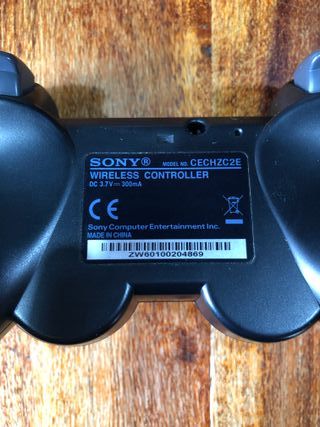 SONY® MODEL NO. CECHZC2E
WIRELESS CONTROLLER
DC 3.7V⎓300mA
CE
Sony Computer Entertainment Inc.
MADE IN CHINA
ZW60100204869